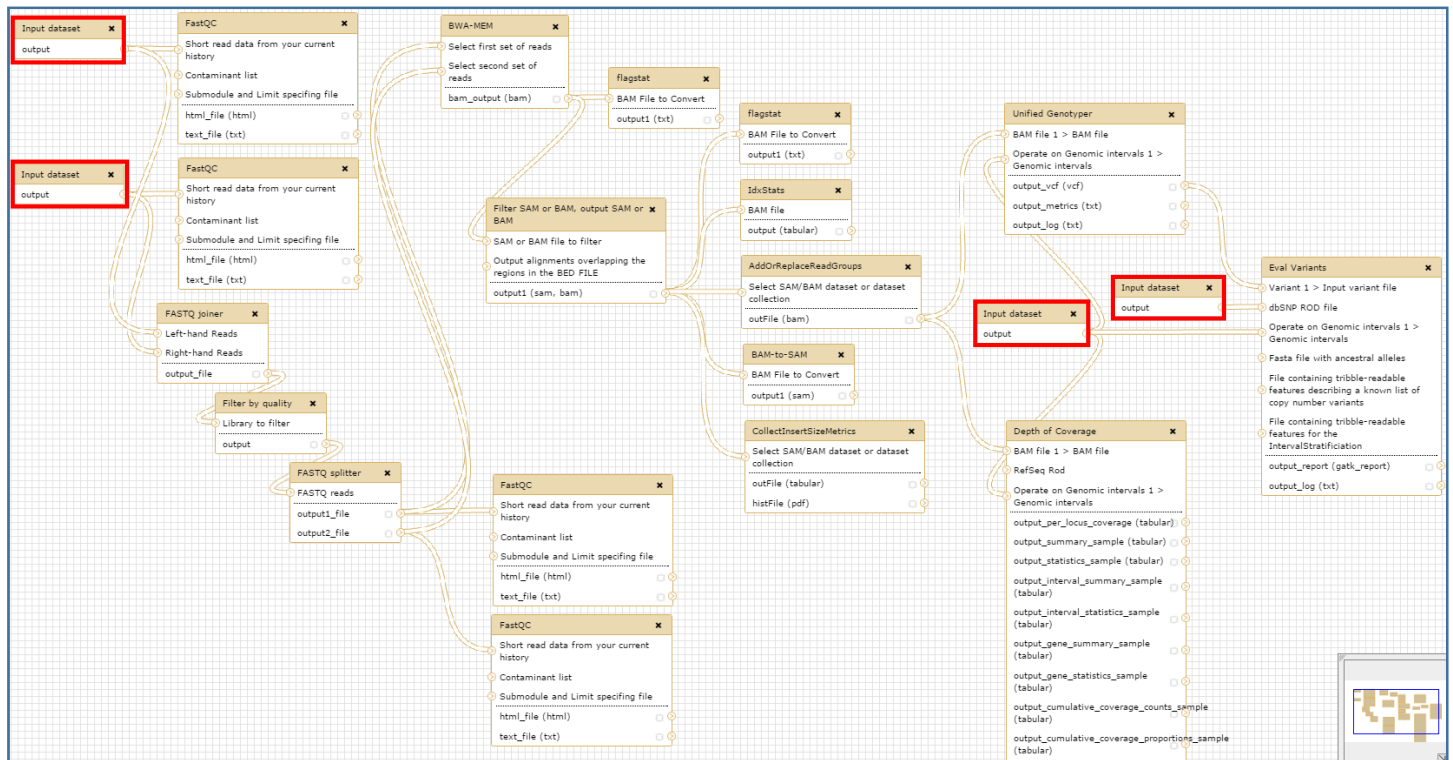 Input dataset
output
FastQC
Short read data from your current
history
Contaminant list
Submodule and Limit specifing file
html_file (html)
text_file (txt)
Input dataset
output
FastQC
Short read data from your current
history
Contaminant list
Submodule and Limit specifing file
html_file (html)
text_file (txt)
FASTQ joiner
Left-hand Reads
Right-hand Reads
output_file
Filter by quality
Library to filter
output
FASTQ splitter
FASTQ reads
output1_file
output2_file
BWA-MEM
Select first set of reads
Select second set of
reads
bam_output (bam)
flagstat
BAM File to Convert
output1 (txt)
Filter SAM or BAM, output SAM or
BAM
SAM or BAM file to filter
Output alignments overlapping the
regions in the BED FILE
output1 (sam, bam)
FastQC
Short read data from your current
history
Contaminant list
Submodule and Limit specifing file
html_file (html)
text_file (txt)
FastQC
Short read data from your current
history
Contaminant list
Submodule and Limit specifing file
html_file (html)
text_file (txt)
flagstat
BAM File to Convert
output1 (txt)
IdxStats
BAM file
output (tabular)
AddOrReplaceReadGroups
Select SAM/BAM dataset or dataset
collection
outFile (bam)
BAM-to-SAM
BAM File to Convert
output1 (sam)
CollectInsertSizeMetrics
Select SAM/BAM dataset or dataset
collection
outFile (tabular)
histFile (pdf)
Unified Genotyper
BAM file 1 > BAM file
Operate on Genomic intervals 1 >
Genomic intervals
output_vcf (vcf)
output_metrics (txt)
output_log (txt)
Input dataset
output
Input dataset
output
Depth of Coverage
BAM file 1 > BAM file
RefSeq Rod
Operate on Genomic intervals 1 >
Genomic intervals
output_per_locus_coverage (tabular)
output_summary_sample (tabular)
output_statistics_sample (tabular)
output_interval_summary_sample
(tabular)
output_interval_statistics_sample
(tabular)
output_gene_summary_sample
(tabular)
output_gene_statistics_sample
(tabular)
output_cumulative_coverage_counts_sample
(tabular)
output_cumulative_coverage_proportions_sample
(tabular)
Eval Variants
Variant 1 > Input variant file
dbSNP ROD file
Operate on Genomic intervals 1 >
Genomic intervals
Fasta file with ancestral alleles
File containing tribble-readable
features describing a known list of
copy number variants
File containing tribble-readable
features for the
IntervalStratificiation
output_report (gatk_report)
output_log (txt)